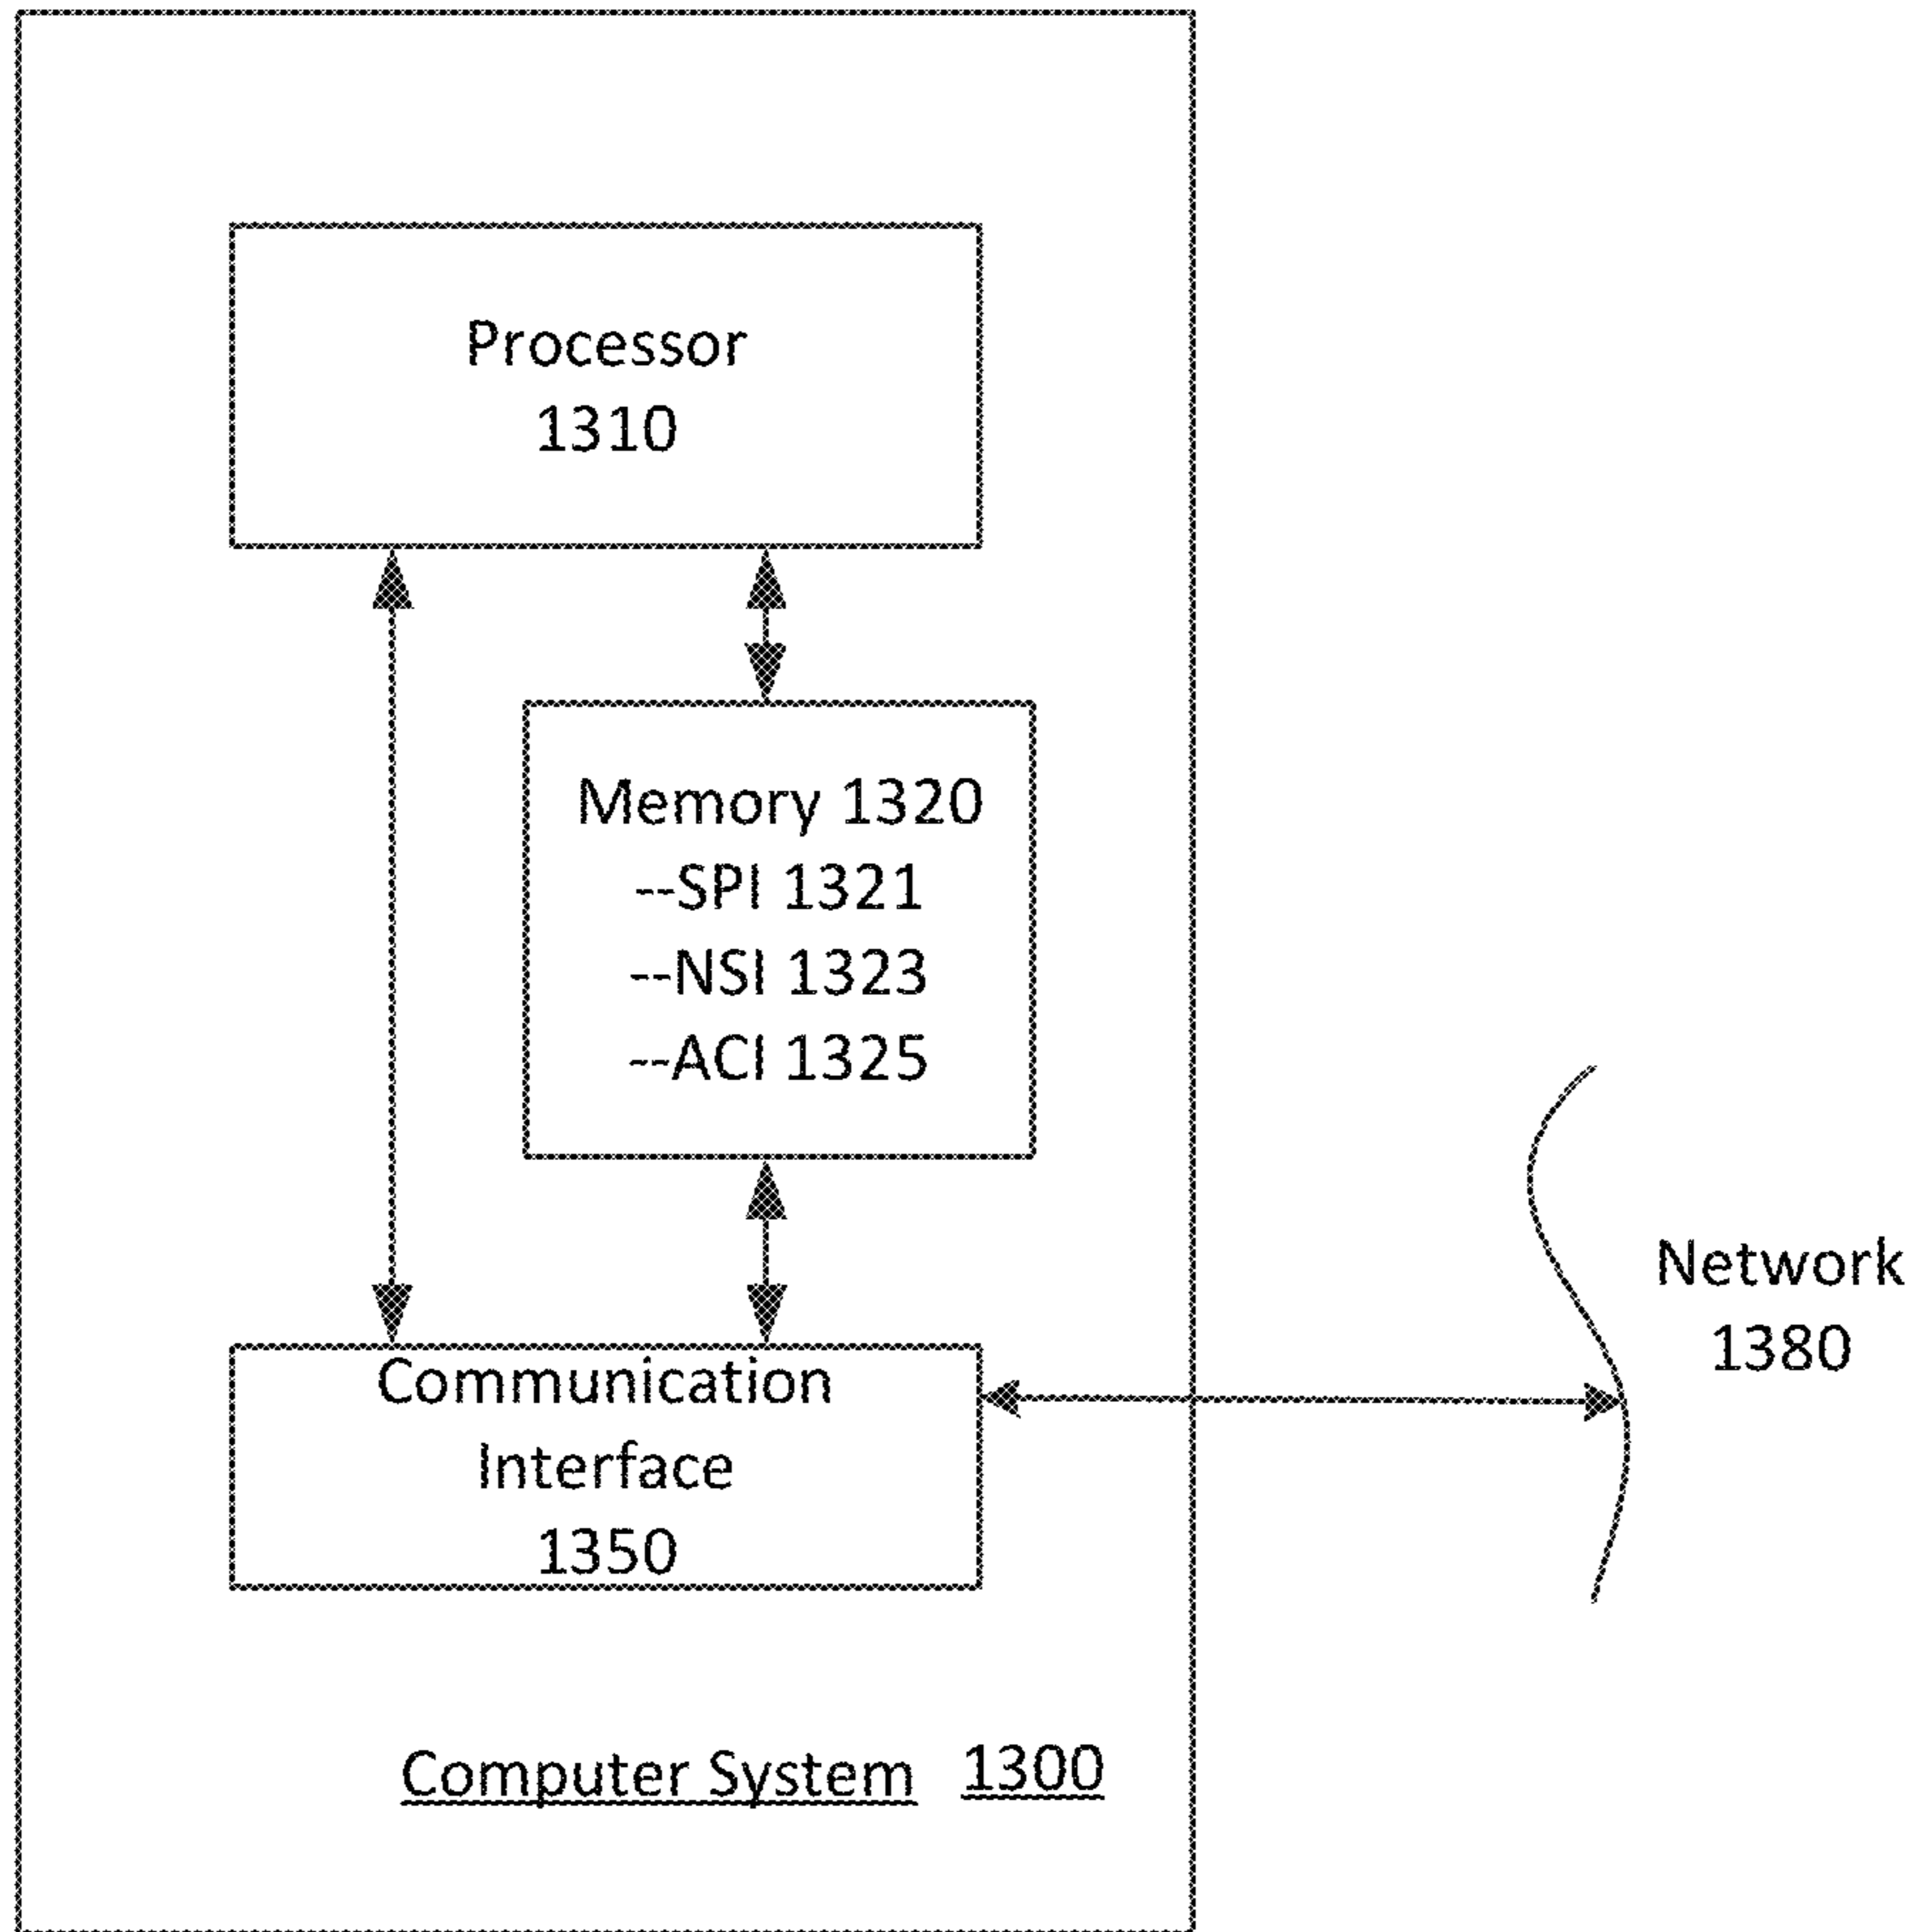 Processor
1310
Memory 1320
--SPI 1321
--NSI 1323
--ACI 1325
Network
1380
Communication
Interface
1350
Computer System 1300